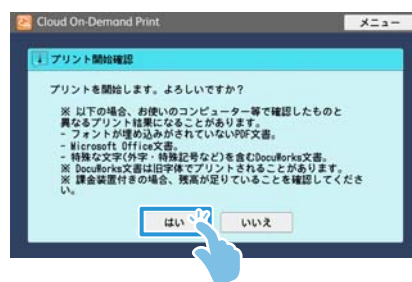 Cloud On-Demand Print
メニュー
プリント開始確認
プリントを開始します。よろしいですか？
※ 以下の場合、お使いのコンピューター等で確認したものと
異なるプリント結果になることがあります。
- フォントが埋め込みがされていないPDF文書。
- Microsoft Office文書。
- 特殊な文字(外字・特殊記号など)を含むDocuWorks文書。
※ DocuWorks文書は旧字体でプリントされることがあります。
※ 課金装置付きの場合、残高が足りていることを確認してくださ
い。
はい
いいえ